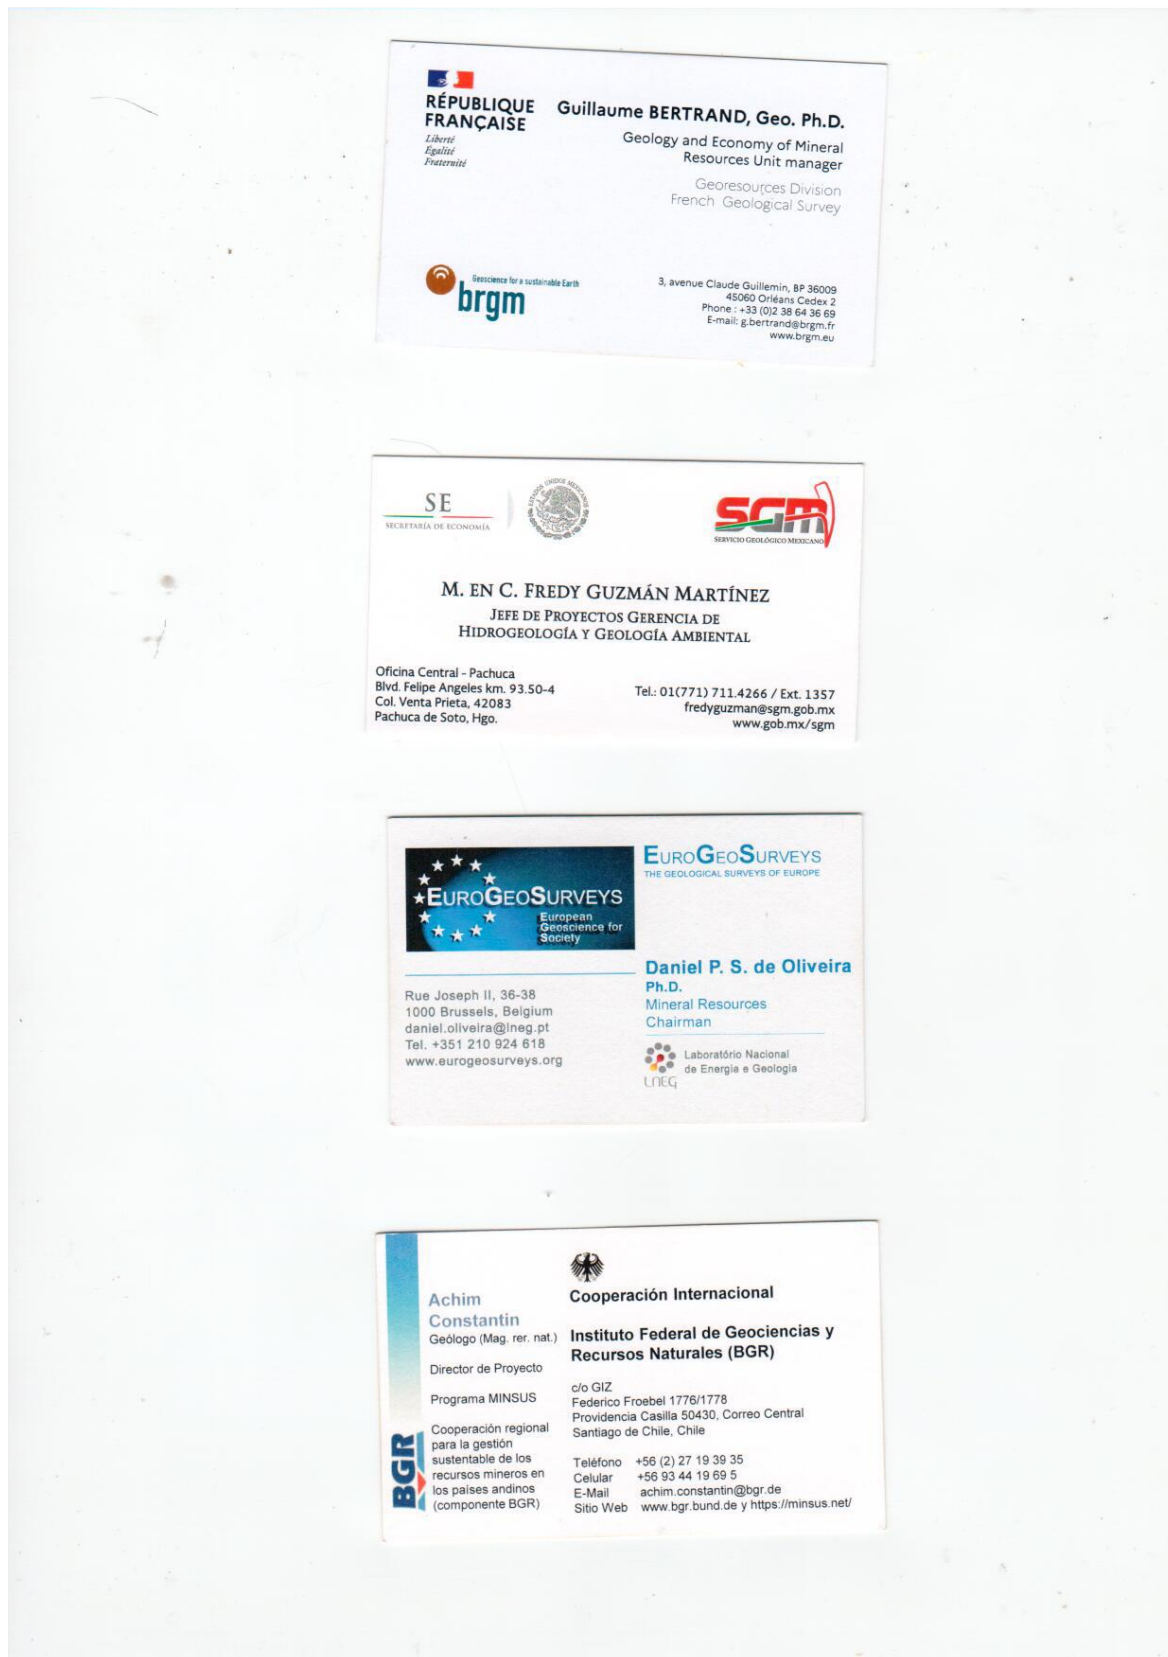 RÉPUBLIQUE
FRANÇAISE
Liberté
Égalité
Fraternité
Guillaume BERTRAND, Geo. Ph.D.
Geology and Economy of Mineral
Resources Unit manager
Georesources Division
French Geological Survey
Geoscience for a sustainable Earth
brgm
3, avenue Claude Guillemin, BP 36009
45060 Orléans Cedex 2
Phone : +33 (0)2 38 64 36 69
E-mail: g.bertrand@brgm.fr
www.brgm.eu
SE
SECRETARÍA DE ECONOMÍA
ESTADOS UNIDOS MEXICANOS
SGM
SERVICIO GEOLÓGICO MEXICANO
M. EN C. FREDY GUZMÁN MARTÍNEZ
JEFE DE PROYECTOS GERENCIA DE
HIDROGEOLOGÍA Y GEOLOGÍA AMBIENTAL
Oficina Central - Pachuca
Blvd. Felipe Angeles km. 93.50-4
Col. Venta Prieta, 42083
Pachuca de Soto, Hgo.
Tel.: 01(771) 711.4266 / Ext. 1357
fredyguzman@sgm.gob.mx
www.gob.mx/sgm
EUROGEOSURVEYS
European
Geoscience for
Society
EUROGEOSURVEYS
THE GEOLOGICAL SURVEYS OF EUROPE
Rue Joseph II, 36-38
1000 Brussels, Belgium
daniel.oliveira@lneg.pt
Tel. +351 210 924 618
www.eurogeosurveys.org
Daniel P. S. de Oliveira
Ph.D.
Mineral Resources
Chairman
LNEG
Laboratório Nacional
de Energia e Geologia
Achim
Constantin
Geólogo (Mag. rer. nat.)
Director de Proyecto
Programa MINSUS
Cooperación regional
para la gestión
sustentable de los
recursos mineros en
los países andinos
(componente BGR)
BGR
Cooperación Internacional
Instituto Federal de Geociencias y
Recursos Naturales (BGR)
c/o GIZ
Federico Froebel 1776/1778
Providencia Casilla 50430, Correo Central
Santiago de Chile, Chile
Teléfono +56 (2) 27 19 39 35
Celular +56 93 44 19 69 5
E-Mail achim.constantin@bgr.de
Sitio Web www.bgr.bund.de y https://minsus.net/